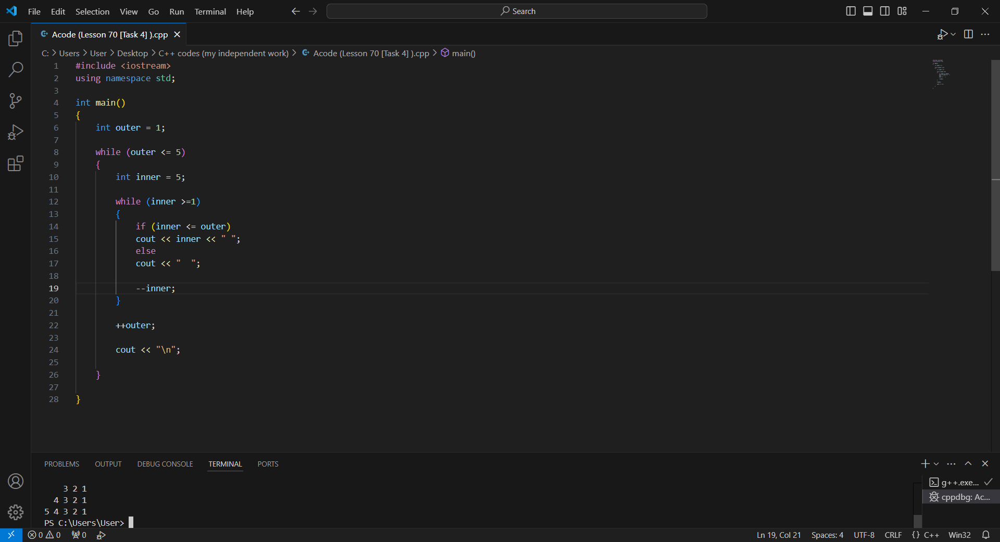 File Edit Selection View Go Run Terminal Help Search
Acode (Lesson 70 [Task 4] ).cpp
C: > Users > User > Desktop > C++ codes (my independent work) > Acode (Lesson 70 [Task 4] ).cpp > main()
1 #include <iostream>
2 using namespace std;
3
4 int main()
5 {
6 int outer = 1;
7
8 while (outer <= 5)
9 {
10 int inner = 5;
11
12 while (inner >=1)
13 {
14 if (inner <= outer)
15 cout << inner << " ";
16 else
17 cout << "  ";
18
19 --inner;
20 }
21
22 ++outer;
23
24 cout << "\n";
25
26 }
27
28 }
PROBLEMS OUTPUT DEBUG CONSOLE TERMINAL PORTS
3 2 1
4 3 2 1
5 4 3 2 1
PS C:\Users\User>
g++.exe...
cppdbg: Ac...
0 0 0 Ln 19, Col 21 Spaces: 4 UTF-8 CRLF {} C++ Win32